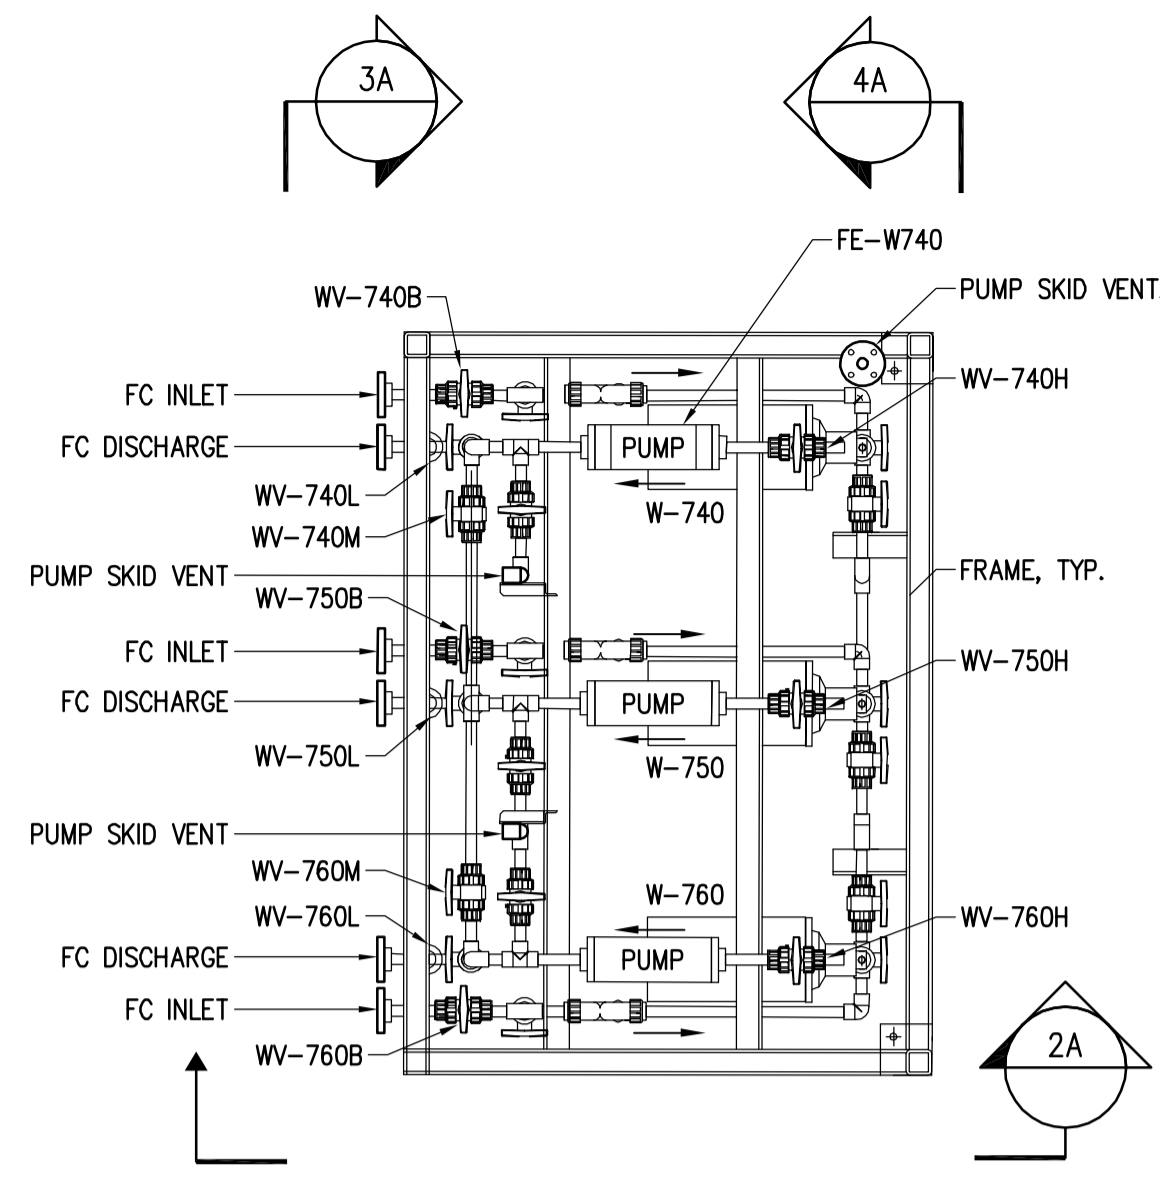 3A
4A
FE-W740
WV-740B
PUMP SKID VENT
FC INLET
WV-740H
FC DISCHARGE
PUMP
WV-740L
W-740
WV-740M
PUMP SKID VENT
FRAME, TYP.
WV-750B
FC INLET
WV-750H
FC DISCHARGE
PUMP
WV-750L
W-750
PUMP SKID VENT
WV-760M
W-760
WV-760L
WV-760H
FC DISCHARGE
PUMP
FC INLET
WV-760B
2A